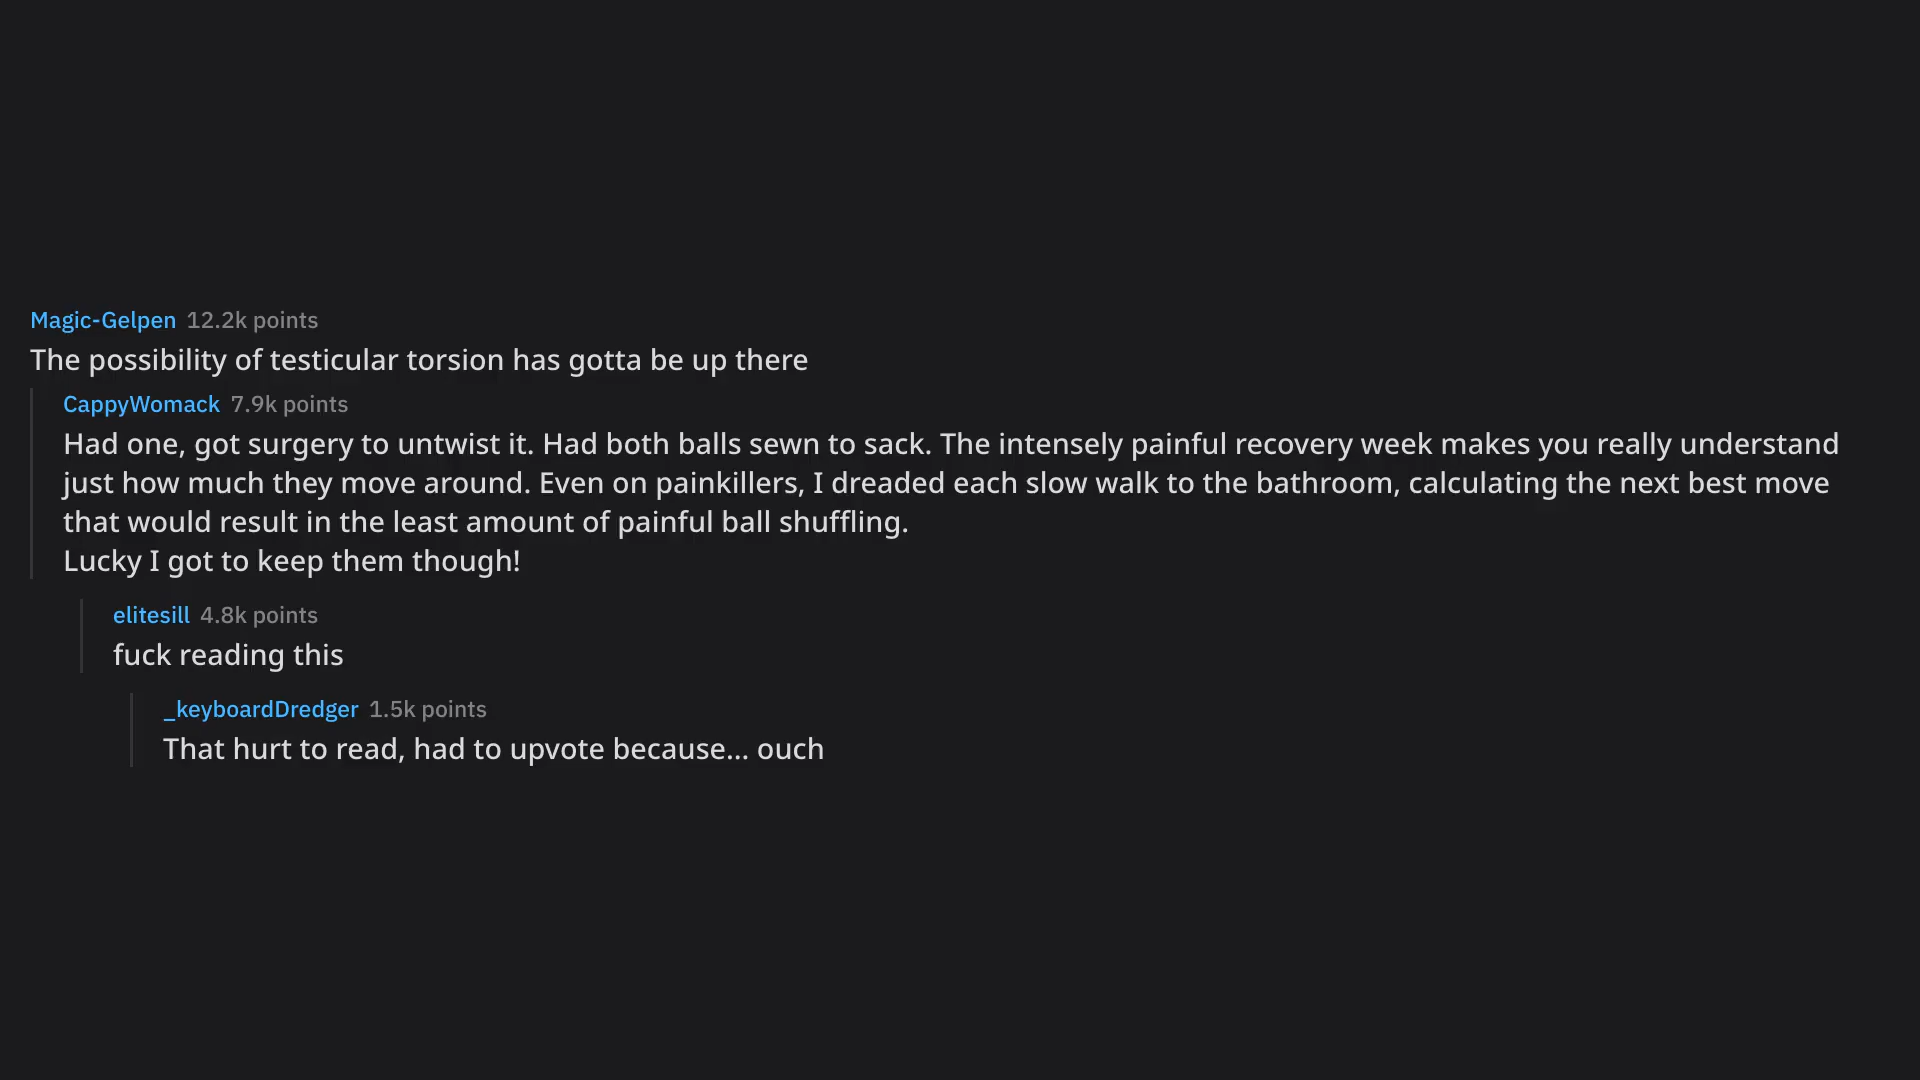 Magic-Gelpen 12.2k points
The possibility of testicular torsion has gotta be up there
CappyWomack 7.9k points
Had one, got surgery to untwist it. Had both balls sewn to sack. The intensely painful recovery week makes you really understand
just how much they move around. Even on painkillers, I dreaded each slow walk to the bathroom, calculating the next best move
that would result in the least amount of painful ball shuffling.
Lucky I got to keep them though!
elitesill 4.8k points
fuck reading this
_keyboardDredger 1.5k points
That hurt to read, had to upvote because... ouch